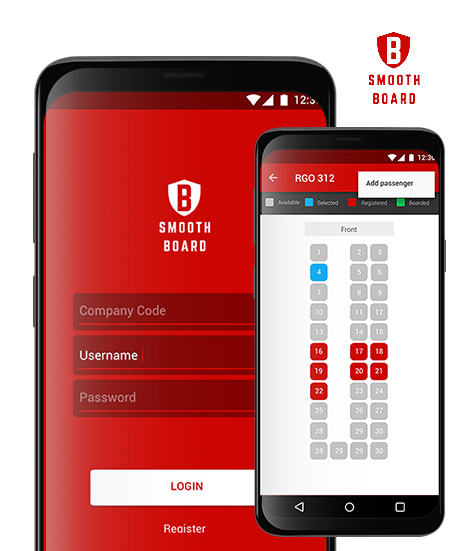 B
SMOOTH
BOARD
12:3
B
SMOOTH
BOARD
Company Code
Username
Password
LOGIN
Register
12:30
RGO 312
Add passenger
Available Selected Registered Boarded
Front
1 2 3
4 5 6
7 8 9
10 11 12
13 14 15
16 17 18
19 20 21
22 23 24
25 26 27
28 29 30
28 29 29 30